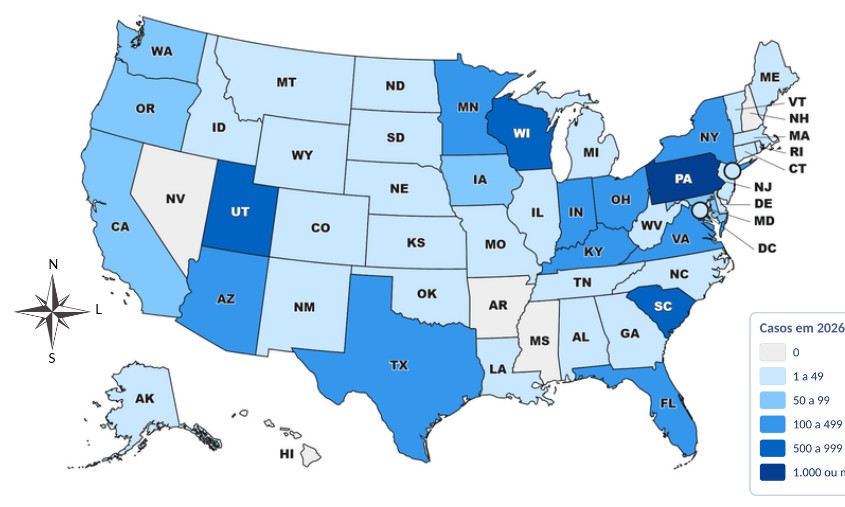 WA
OR
CA
NV
ID
MT
WY
UT
AZ
CO
NM
ND
SD
NE
KS
OK
TX
MN
IA
MO
AR
LA
WI
IL
MI
IN
OH
KY
TN
MS
AL
GA
FL
SC
NC
VA
WV
PA
NY
ME
VT
NH
MA
RI
CT
NJ
DE
MD
DC
AK
HI
N
L
S
Casos em 2026
0
1 a 49
50 a 99
100 a 499
500 a 999
1.000 ou